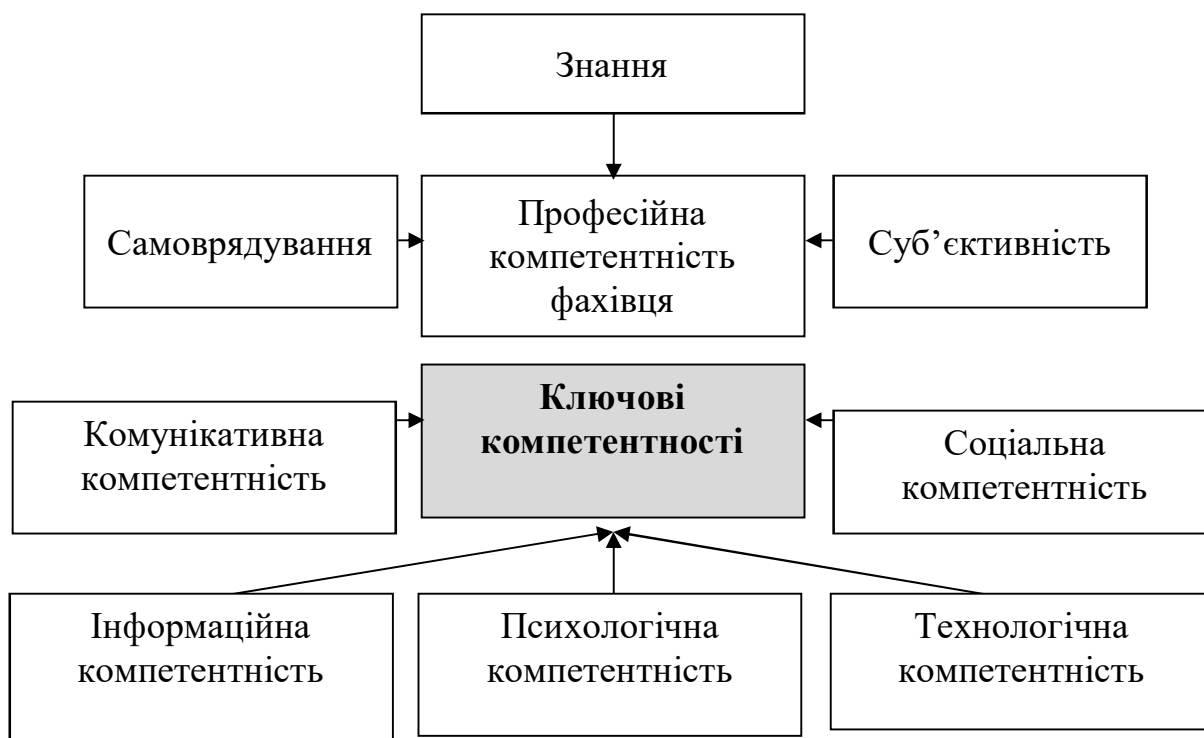 Знання
Самоврядування
Професійна
компетентність
фахівця
Суб’єктивність
Ключові
компетентності
Комунікативна
компетентність
Соціальна
компетентність
Інформаційна
компетентність
Психологічна
компетентність
Технологічна
компетентність